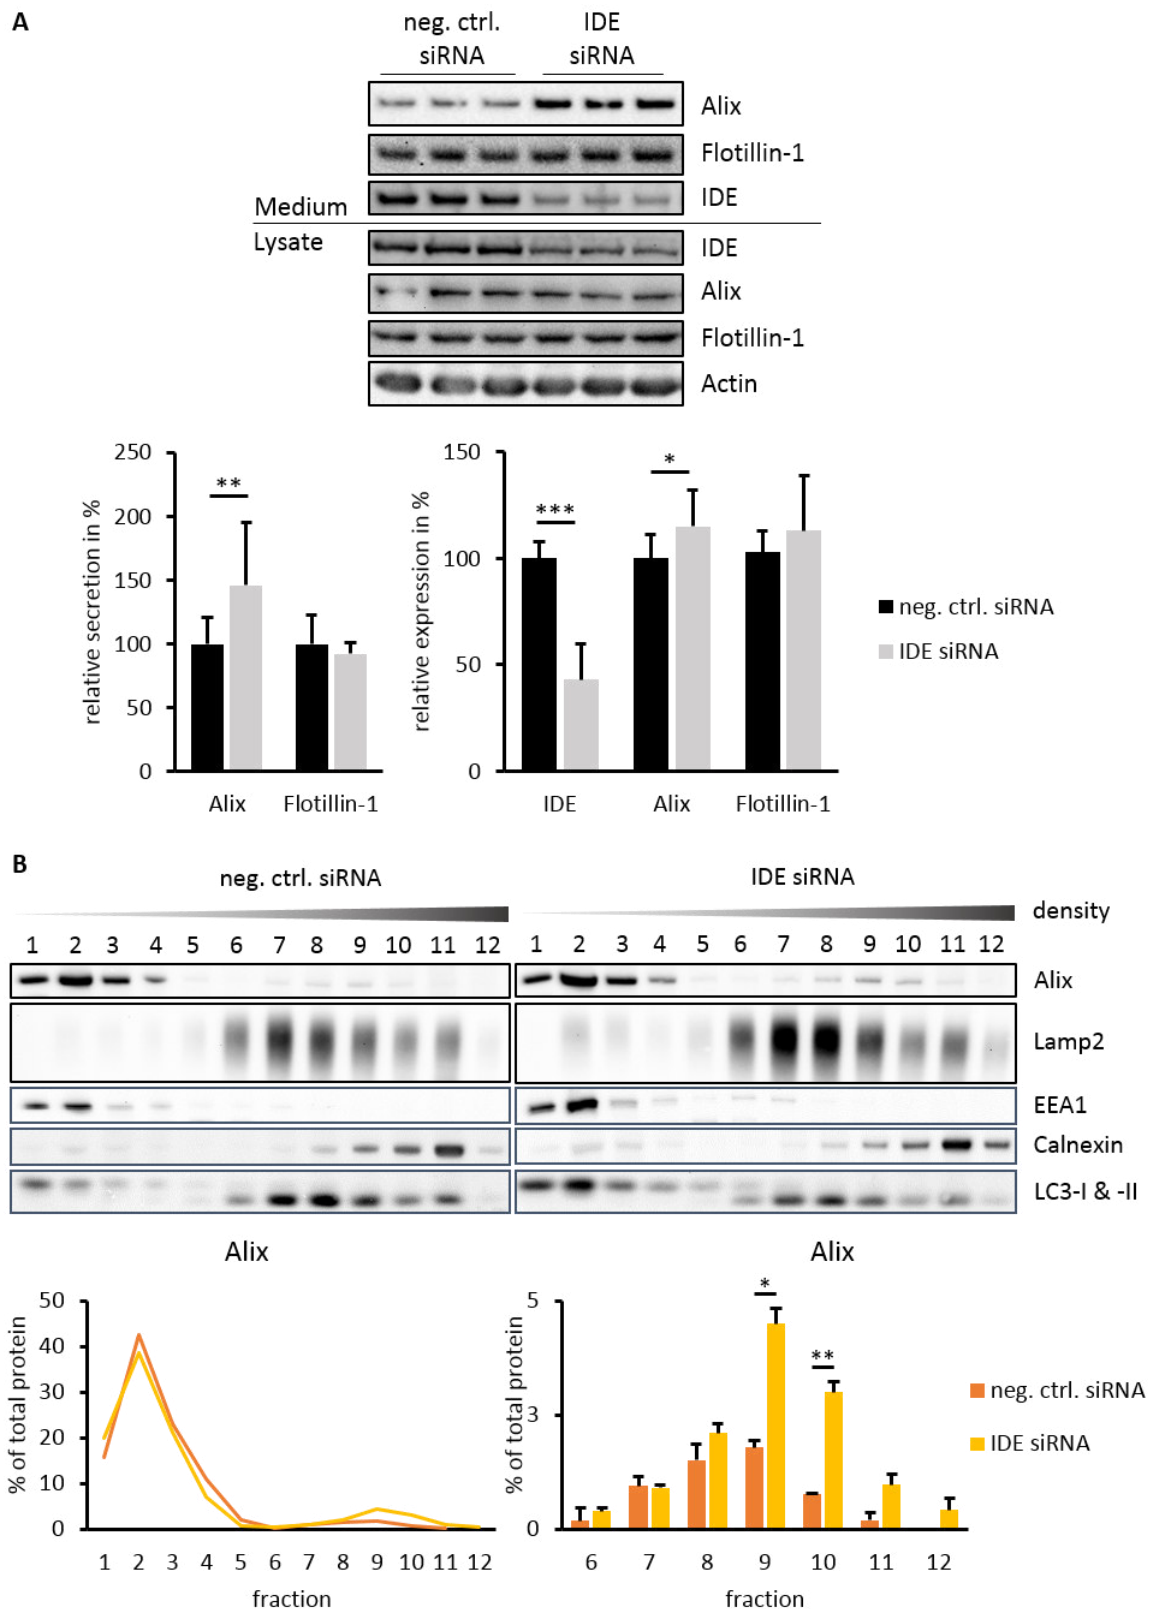 A
neg. ctrl.
siRNA
IDE
siRNA
Alix
Flotillin-1
IDE
Medium
Lysate
IDE
Alix
Flotillin-1
Actin
relative secretion in %
250
200
150
100
50
0
**
Alix Flotillin-1
relative expression in %
150
100
50
0
***
*
IDE Alix Flotillin-1
neg. ctrl. siRNA
IDE siRNA
B
neg. ctrl. siRNA
IDE siRNA
density
1 2 3 4 5 6 7 8 9 10 11 12
1 2 3 4 5 6 7 8 9 10 11 12
Alix
Lamp2
EEA1
Calnexin
LC3-I & -II
Alix
% of total protein
50
40
30
20
10
0
1 2 3 4 5 6 7 8 9 10 11 12
fraction
Alix
% of total protein
5
3
0
*
**
6 7 8 9 10 11 12
fraction
neg. ctrl. siRNA
IDE siRNA